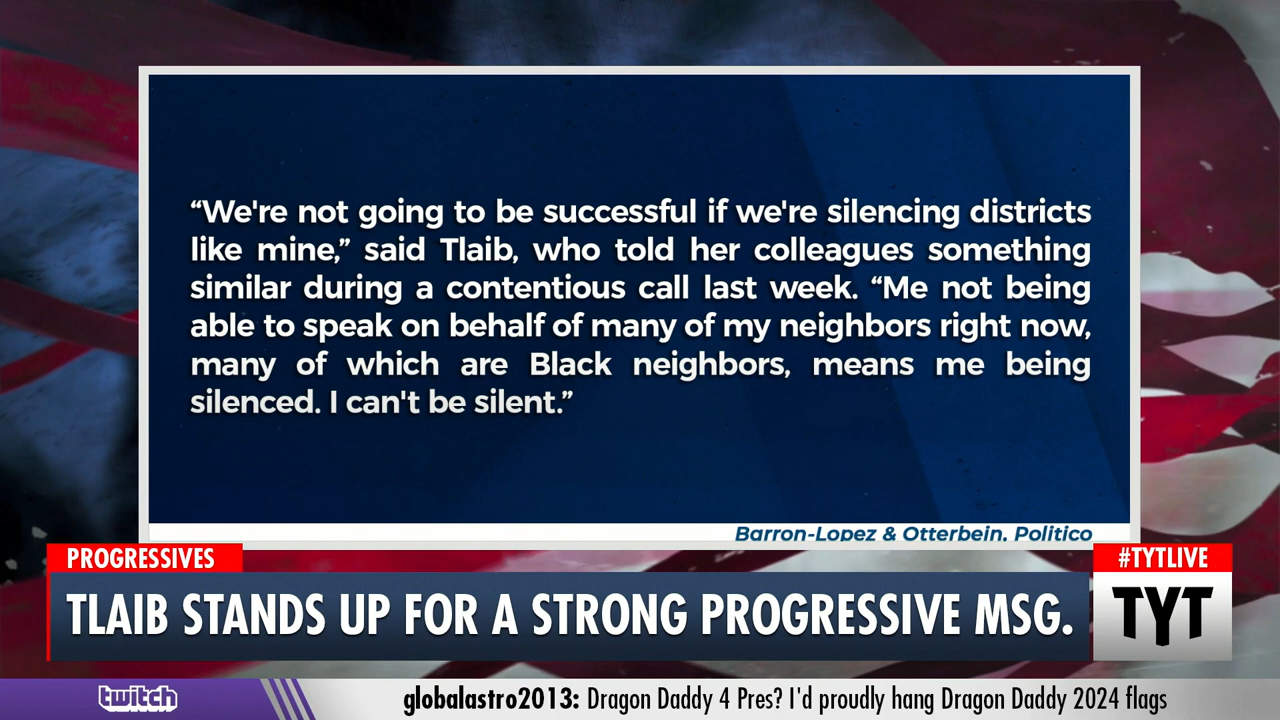 “We're not going to be successful if we're silencing districts
like mine,” said Tlaib, who told her colleagues something
similar during a contentious call last week. “Me not being
able to speak on behalf of many of my neighbors right now,
many of which are Black neighbors, means me being
silenced. I can't be silent.”
Barron-Lopez & Otterbein, Politico
PROGRESSIVES
#TYTLIVE
TLAIB STANDS UP FOR A STRONG PROGRESSIVE MSG.
TYT
twitch
globalastro2013: Dragon Daddy 4 Pres? I'd proudly hang Dragon Daddy 2024 flags